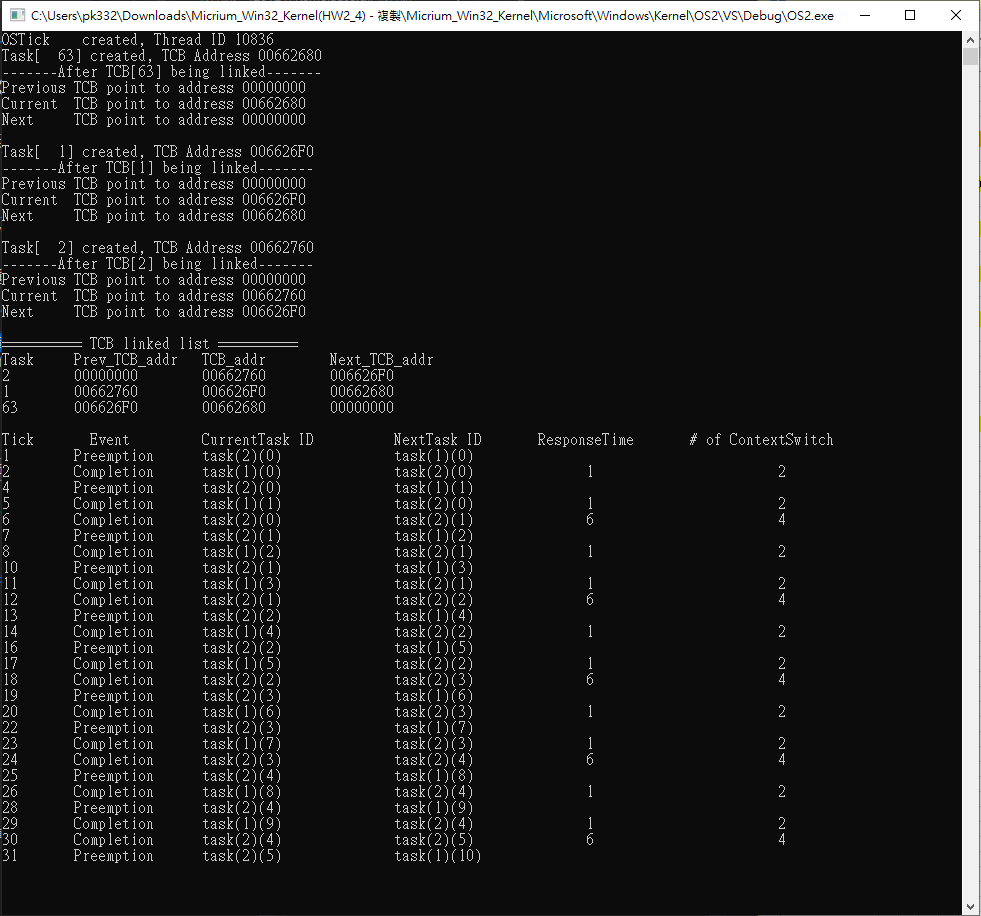 C:\Users\pk332\Downloads\Micrium_Win32_Kernel(HW2_4) - 複製\Micrium_Win32_Kernel\Microsoft\Windows\Kernel\OS2\VS\Debug\OS2.exe
OSTick    created, Thread ID 10836
Task[  63] created, TCB Address 00662680
-------After TCB[63] being linked-------
Previous TCB point to address 00000000
Current  TCB point to address 00662680
Next     TCB point to address 00000000
Task[   1] created, TCB Address 006626F0
-------After TCB[1] being linked-------
Previous TCB point to address 00000000
Current  TCB point to address 006626F0
Next     TCB point to address 00662680
Task[   2] created, TCB Address 00662760
-------After TCB[2] being linked-------
Previous TCB point to address 00000000
Current  TCB point to address 00662760
Next     TCB point to address 006626F0
========== TCB linked list ==========
Task     Prev_TCB_addr   TCB_addr        Next_TCB_addr
2        00000000        00662760        006626F0
1        00662760        006626F0        00662680
63       006626F0        00662680        00000000
Tick       Event         CurrentTask ID          NextTask ID       ResponseTime       # of ContextSwitch
1        Preemption      task(2)(0)              task(1)(0)
2        Completion      task(1)(0)              task(2)(0)              1                       2
4        Preemption      task(2)(0)              task(1)(1)
5        Completion      task(1)(1)              task(2)(0)              1                       2
6        Completion      task(2)(0)              task(2)(1)              6                       4
7        Preemption      task(2)(1)              task(1)(2)
8        Completion      task(1)(2)              task(2)(1)              1                       2
10       Preemption      task(2)(1)              task(1)(3)
11       Completion      task(1)(3)              task(2)(1)              1                       2
12       Completion      task(2)(1)              task(2)(2)              6                       4
13       Preemption      task(2)(2)              task(1)(4)
14       Completion      task(1)(4)              task(2)(2)              1                       2
16       Preemption      task(2)(2)              task(1)(5)
17       Completion      task(1)(5)              task(2)(2)              1                       2
18       Completion      task(2)(2)              task(2)(3)              6                       4
19       Preemption      task(2)(3)              task(1)(6)
20       Completion      task(1)(6)              task(2)(3)              1                       2
22       Preemption      task(2)(3)              task(1)(7)
23       Completion      task(1)(7)              task(2)(3)              1                       2
24       Completion      task(2)(3)              task(2)(4)              6                       4
25       Preemption      task(2)(4)              task(1)(8)
26       Completion      task(1)(8)              task(2)(4)              1                       2
28       Preemption      task(2)(4)              task(1)(9)
29       Completion      task(1)(9)              task(2)(4)              1                       2
30       Completion      task(2)(4)              task(2)(5)              6                       4
31       Preemption      task(2)(5)              task(1)(10)